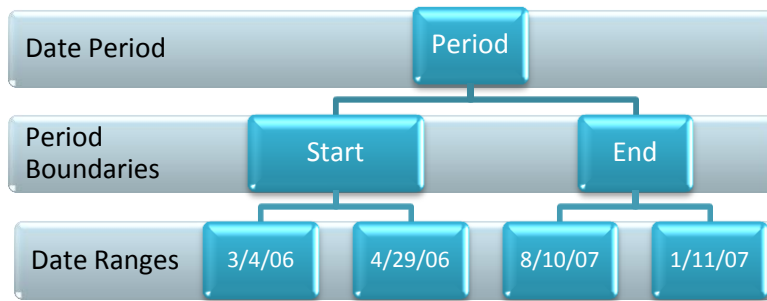 Date Period
Period
Period
Boundaries
Start
End
Date Ranges
3/4/06
4/29/06
8/10/07
1/11/07